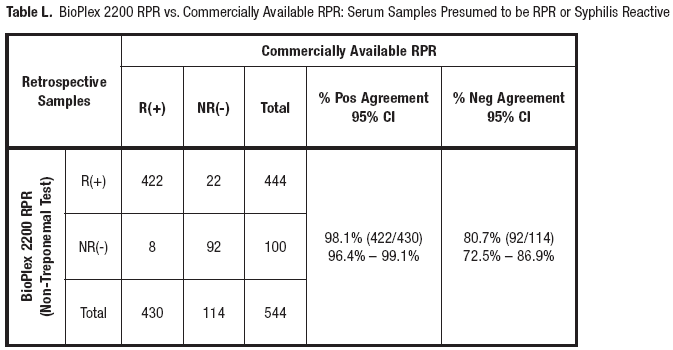 Table L. BioPlex 2200 RPR vs. Commercially Available RPR: Serum Samples Presumed to be RPR or Syphilis Reactive
Retrospective
Samples
Commercially Available RPR
R(+)
NR(-)
Total
% Pos Agreement
95% CI
% Neg Agreement
95% CI
BioPlex 2200 RPR
(Non-Treponemal Test)
R(+)
422
22
444
98.1% (422/430)
96.4% – 99.1%
80.7% (92/114)
72.5% – 86.9%
NR(-)
8
92
100
Total
430
114
544